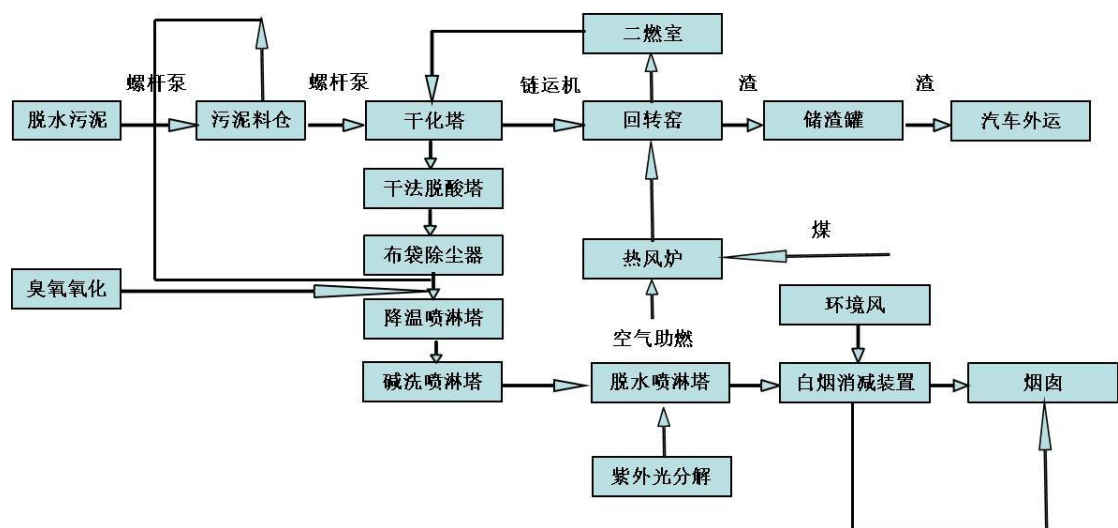 二燃室
螺杆泵
螺杆泵
链运机
渣
渣
脱水污泥
污泥料仓
干化塔
回转窑
储渣罐
汽车外运
干法脱酸塔
煤
布袋除尘器
热风炉
臭氧氧化
环境风
降温喷淋塔
空气助燃
碱洗喷淋塔
脱水喷淋塔
白烟消减装置
烟囱
紫外光分解